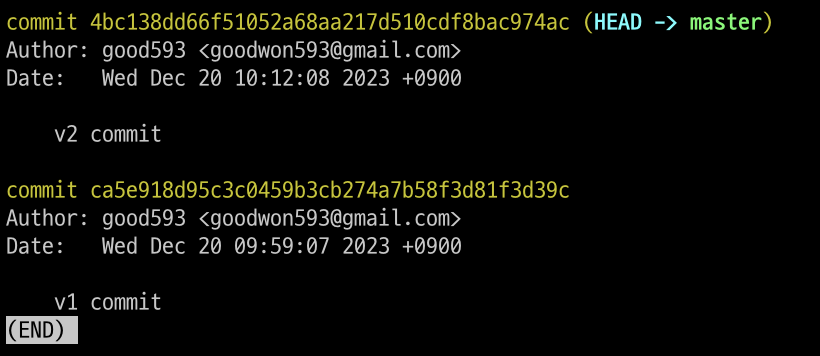 commit 4bc138dd66f51052a68aa217d510cdf8bac974ac (HEAD -> master)
Author: good593 <goodwon593@gmail.com>
Date:   Wed Dec 20 10:12:08 2023 +0900
    v2 commit
commit ca5e918d95c3c0459b3cb274a7b58f3d81f3d39c
Author: good593 <goodwon593@gmail.com>
Date:   Wed Dec 20 09:59:07 2023 +0900
    v1 commit
(END)